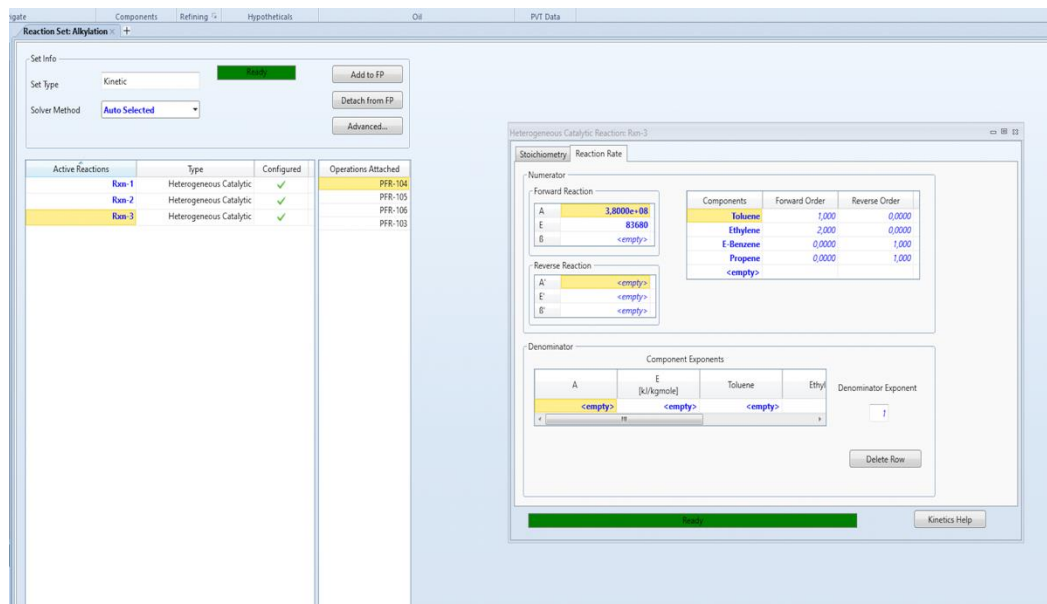 Components Refining Hypotheticals Oil PVT Data
Reaction Set: Alkylation × +
Set Info
Set Type Kinetic Ready Add to FP
Solver Method Auto Selected Detach from FP
Advanced...
Active Reactions Type Configured Operations Attached
Rxn-1 Heterogeneous Catalytic ✓ PFR-104
Rxn-2 Heterogeneous Catalytic ✓ PFR-105
Rxn-3 Heterogeneous Catalytic ✓ PFR-106
PFR-103
Heterogeneous Catalytic Reaction: Rxn-3
Stoichiometry Reaction Rate
Numerator
Forward Reaction
A 3,8000e+08
E 83680
B <empty>
Reverse Reaction
A' <empty>
E' <empty>
B' <empty>
Components Forward Order Reverse Order
Toluene 1,000 0,0000
Ethylene 2,000 0,0000
E-Benzene 0,0000 1,000
Propene 0,0000 1,000
<empty>
Denominator
Component Exponents
A E [kJ/kgmole] Toluene Ethyl Denominator Exponent
<empty> <empty> <empty> 1
Delete Row
Ready Kinetics Help